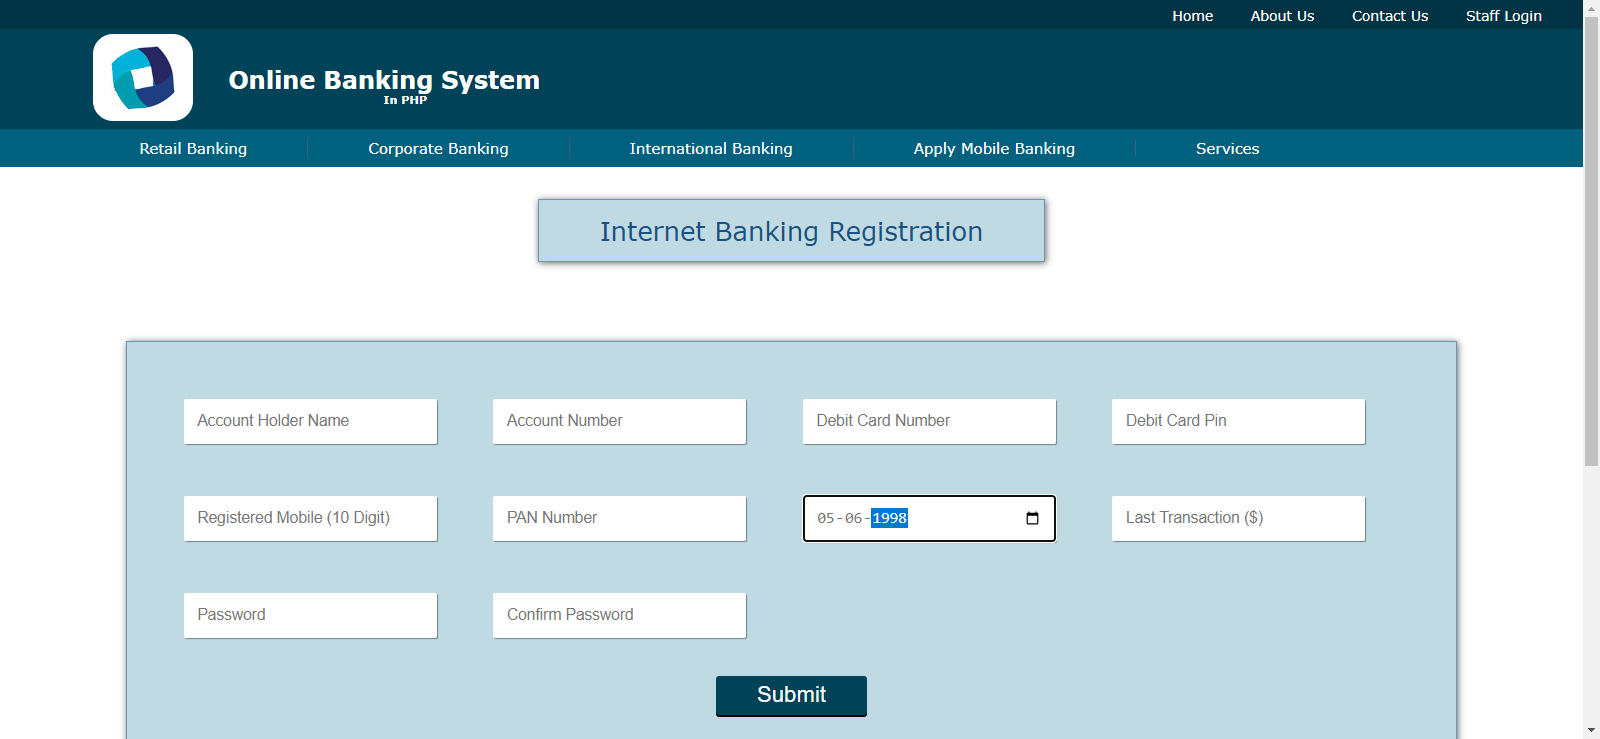 Home About Us Contact Us Staff Login
Online Banking System
In PHP
Retail Banking Corporate Banking International Banking Apply Mobile Banking Services
Internet Banking Registration
Account Holder Name Account Number Debit Card Number Debit Card Pin
Registered Mobile (10 Digit) PAN Number 05-06-1998 Last Transaction ($)
Password Confirm Password
Submit